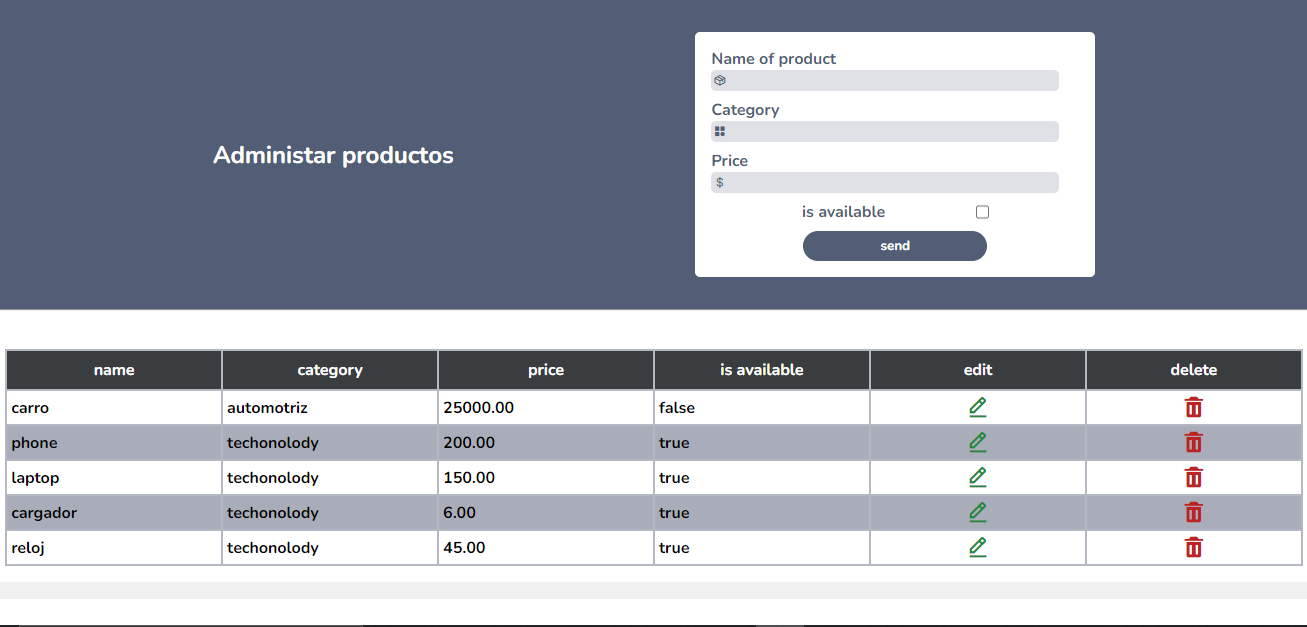 Administar productos
Name of product
Category
Price
$
is available
send
name category price is available edit delete
carro automotriz 25000.00 false
phone techonolody 200.00 true
laptop techonolody 150.00 true
cargador techonolody 6.00 true
reloj techonolody 45.00 true